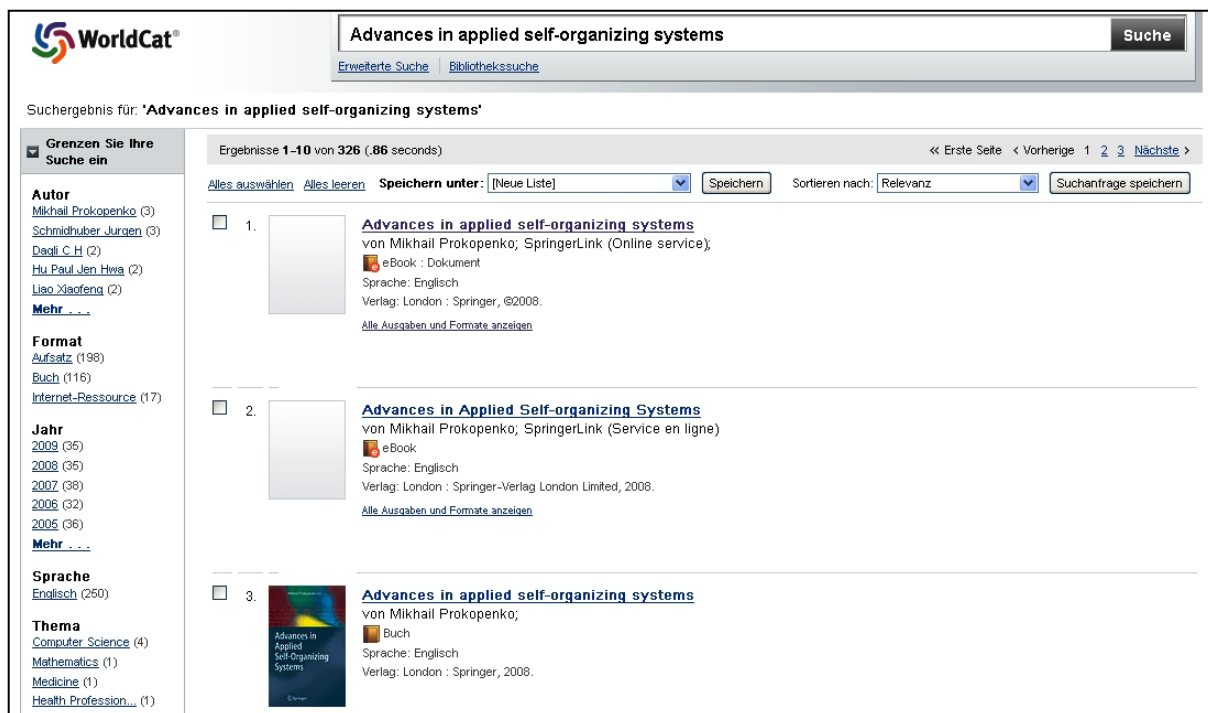 WorldCat®
Advances in applied self-organizing systems
Suche
Erweiterte Suche
Bibliothekssuche
Suchergebnis für: 'Advances in applied self-organizing systems'
Grenzen Sie Ihre
Suche ein
Autor
Mikhail Prokopenko (3)
Schmidhuber Jurgen (3)
Dagli C H (2)
Hu Paul Jen Hwa (2)
Liao Xiaofeng (2)
Mehr . . .
Format
Aufsatz (198)
Buch (116)
Internet-Ressource (17)
Jahr
2009 (35)
2008 (35)
2007 (38)
2006 (32)
2005 (36)
Mehr . . .
Sprache
Englisch (250)
Thema
Computer Science (4)
Mathematics (1)
Medicine (1)
Health Profession... (1)
Ergebnisse 1-10 von 326 (.86 seconds)
« Erste Seite < Vorherige 1 2 3 Nächste >
Alles auswählen Alles leeren Speichern unter: [Neue Liste] Speichern Sortieren nach: Relevanz Suchanfrage speichern
1.
Advances in applied self-organizing systems
von Mikhail Prokopenko; SpringerLink (Online service);
eBook : Dokument
Sprache: Englisch
Verlag: London : Springer, ©2008.
Alle Ausgaben und Formate anzeigen
2.
Advances in Applied Self-organizing Systems
von Mikhail Prokopenko; SpringerLink (Service en ligne)
eBook
Sprache: Englisch
Verlag: London : Springer-Verlag London Limited, 2008.
Alle Ausgaben und Formate anzeigen
3.
Advances in
Applied
Self-Organizing
Systems
Springer
Advances in applied self-organizing systems
von Mikhail Prokopenko;
Buch
Sprache: Englisch
Verlag: London : Springer, 2008.